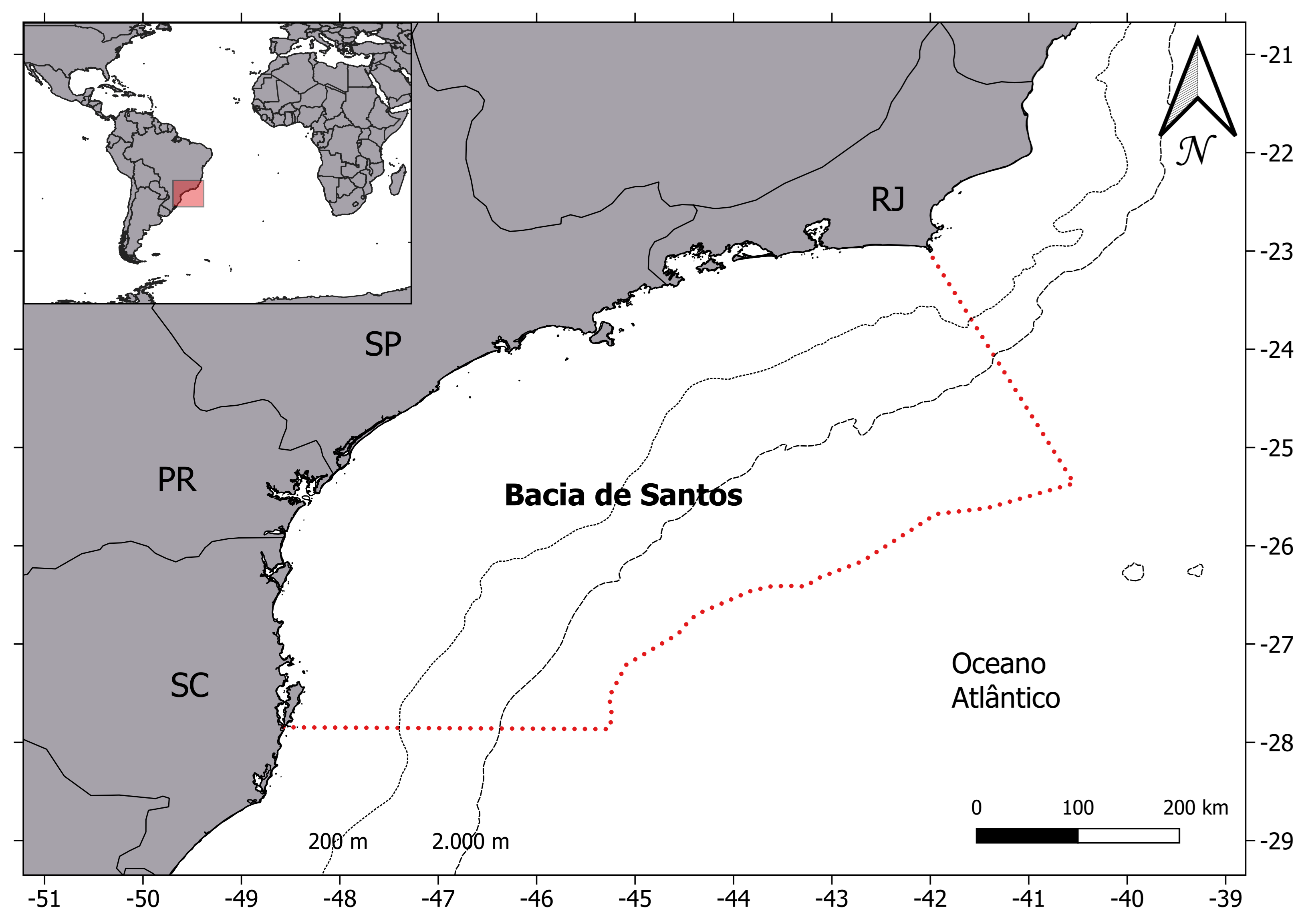 N
RJ
SP
PR
SC
Bacia de Santos
Oceano
Atlântico
200 m
2.000 m
0 100 200 km
-21
-22
-23
-24
-25
-26
-27
-28
-29
-51 -50 -49 -48 -47 -46 -45 -44 -43 -42 -41 -40 -39